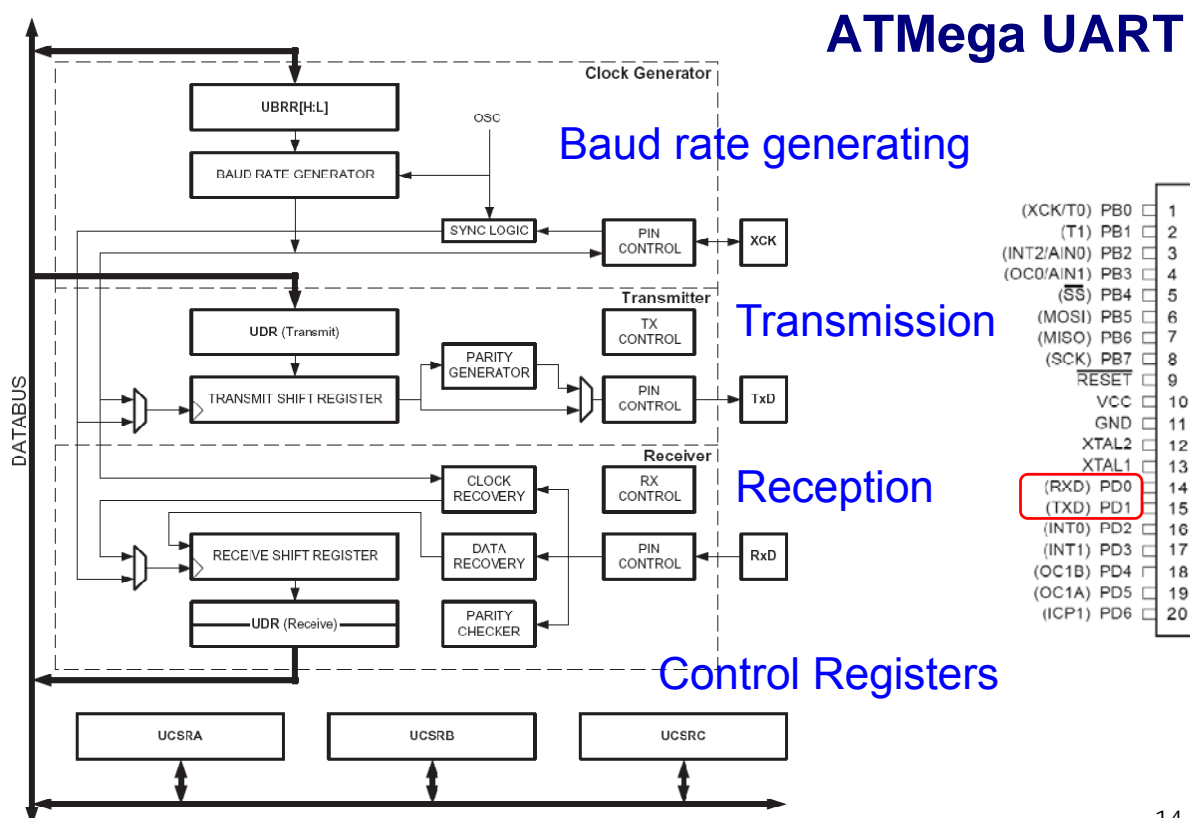 ATMega UART
Clock Generator
UBRR[H:L]
OSC
Baud rate generating
BAUD RATE GENERATOR
SYNC LOGIC
PIN
CONTROL
XCK
Transmitter
Transmission
UDR (Transmit)
TX
CONTROL
PARITY
GENERATOR
TRANSMIT SHIFT REGISTER
PIN
CONTROL
TxD
DATABUS
Receiver
Reception
CLOCK
RECOVERY
RX
CONTROL
RECEIVE SHIFT REGISTER
DATA
RECOVERY
PIN
CONTROL
RxD
UDR (Receive)
PARITY
CHECKER
Control Registers
UCSRA
UCSRB
UCSRC
(XCK/T0) PB0 1
(T1) PB1 2
(INT2/AIN0) PB2 3
(OC0/AIN1) PB3 4
(SS) PB4 5
(MOSI) PB5 6
(MISO) PB6 7
(SCK) PB7 8
RESET 9
VCC 10
GND 11
XTAL2 12
XTAL1 13
(RXD) PD0 14
(TXD) PD1 15
(INT0) PD2 16
(INT1) PD3 17
(OC1B) PD4 18
(OC1A) PD5 19
(ICP1) PD6 20
14